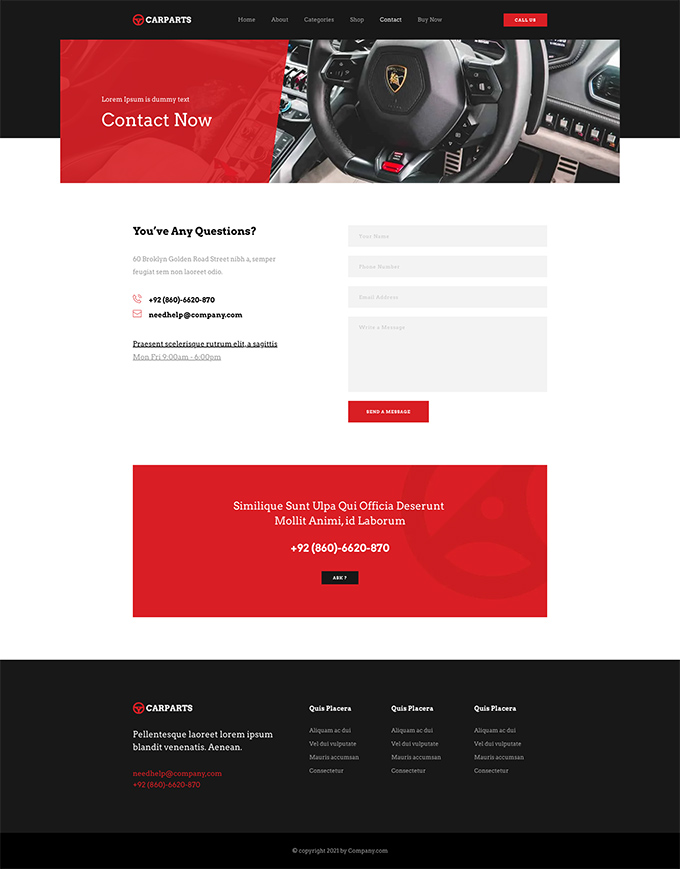 CARPARTS
Home About Categories Shop Contact Buy Now
CALL US
Lorem Ipsum is dummy text
Contact Now
You've Any Questions?
60 Broklyn Golden Road Street nibh a, semper
feugiat sem non laoreet odio.
+92 (860)-6620-870
needhelp@company.com
Praesent scelerisque rutrum elit, a sagittis
Mon Fri 9:00am - 6:00pm
Your Name
Phone Number
Email Address
Write a Message
SEND A MESSAGE
Similique Sunt Ulpa Qui Officia Deserunt
Mollit Animi, id Laborum
+92 (860)-6620-870
ASK ?
CARPARTS
Pellentesque laoreet lorem ipsum
blandit venenatis. Aenean.
needhelp@company,com
+92 (860)-6620-870
Quis Placera
Aliquam ac dui
Vel dui vulputate
Mauris accumsan
Consectetur
Quis Placera
Aliquam ac dui
Vel dui vulputate
Mauris accumsan
Consectetur
Quis Placera
Aliquam ac dui
Vel dui vulputate
Mauris accumsan
Consectetur
© copyright 2021 by Company.com